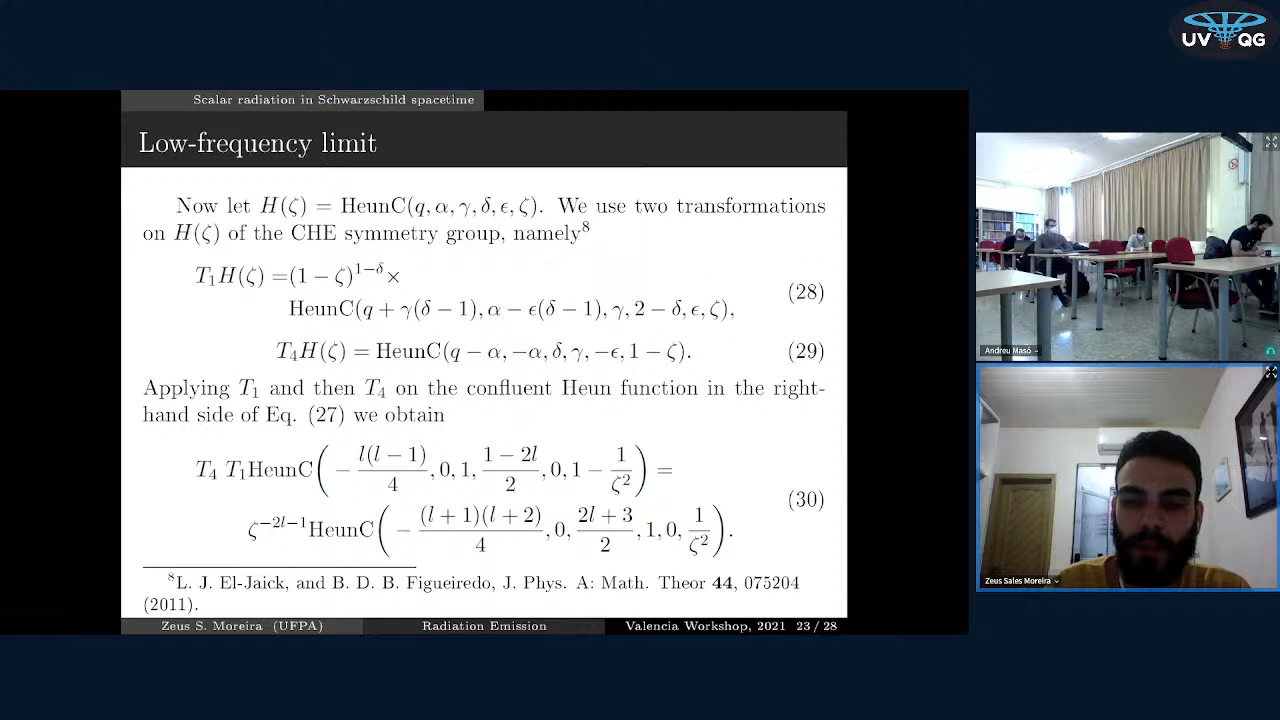 UV QG
Scalar radiation in Schwarzschild spacetime
Low-frequency limit
Now let H(ζ) = HeunC(q, α, γ, δ, ϵ, ζ). We use two transformations
on H(ζ) of the CHE symmetry group, namely⁸
T₁H(ζ) =(1 − ζ)^{1−δ}×
HeunC(q + γ(δ − 1), α − ϵ(δ − 1), γ, 2 − δ, ϵ, ζ),
(28)
T₄H(ζ) = HeunC(q − α, −α, δ, γ, −ϵ, 1 − ζ). (29)
Applying T₁ and then T₄ on the confluent Heun function in the right-
hand side of Eq. (27) we obtain
T₄ T₁HeunC( − l(l − 1)/4, 0, 1, (1 − 2l)/2, 0, 1 − 1/ζ² ) =
ζ^{−2l−1}HeunC( − (l + 1)(l + 2)/4, 0, (2l + 3)/2, 1, 0, 1/ζ² ).
(30)
⁸L. J. El-Jaick, and B. D. B. Figueiredo, J. Phys. A: Math. Theor 44, 075204
(2011).
Zeus S. Moreira (UFPA) Radiation Emission Valencia Workshop, 2021 23 / 28
Andreu Masó
Zeus Sales Moreira